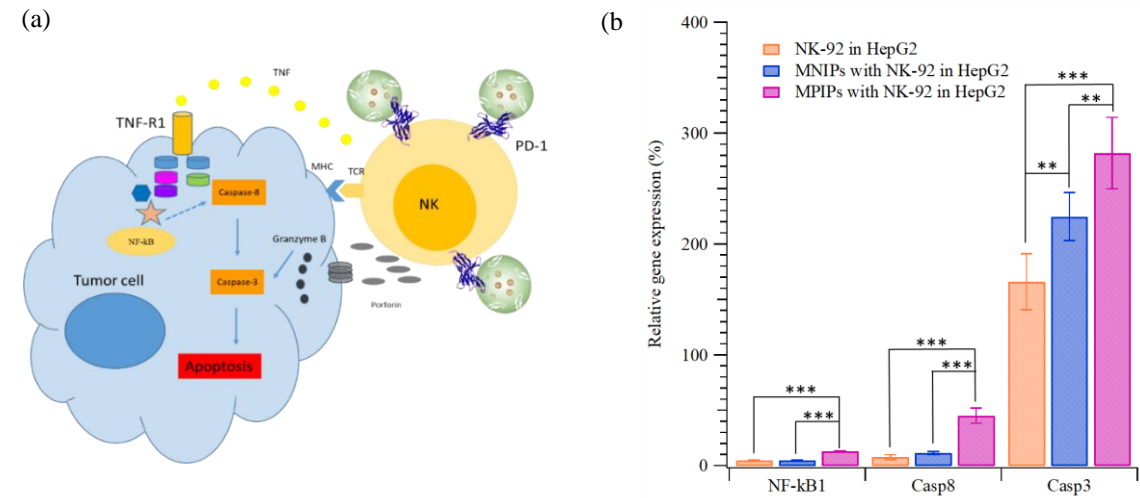 (a)
TNF
TNF-R1
PD-1
MHC
TCR
Caspase-8
NK
NF-kB
Granzyme B
Tumor cell
Caspase-3
Porforin
Apoptosis
(b)
400
300
200
100
0
Relative gene expression (%)
NK-92 in HepG2
MNIPs with NK-92 in HepG2
MPIPs with NK-92 in HepG2
***
**
**
***
***
***
***
NF-kB1
Casp8
Casp3